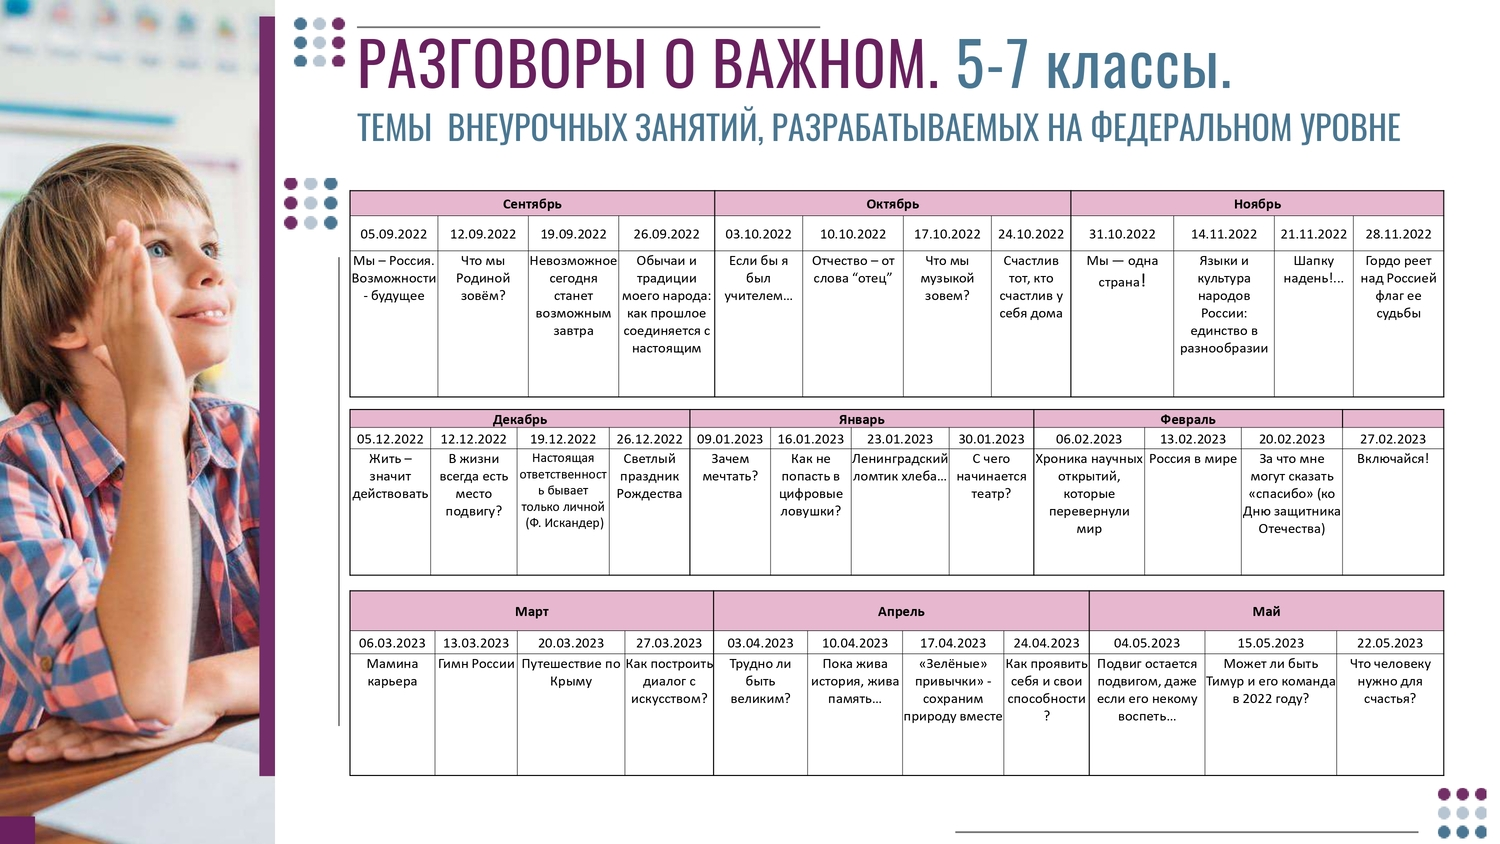 РАЗГОВОРЫ О ВАЖНОМ. 5-7 классы.
ТЕМЫ ВНЕУРОЧНЫХ ЗАНЯТИЙ, РАЗРАБАТЫВАЕМЫХ НА ФЕДЕРАЛЬНОМ УРОВНЕ
Сентябрь Октябрь Ноябрь
05.09.2022 12.09.2022 19.09.2022 26.09.2022 03.10.2022 10.10.2022 17.10.2022 24.10.2022 31.10.2022 14.11.2022 21.11.2022 28.11.2022
Мы – Россия.
Возможности
- будущее
Что мы
Родиной
зовём?
Невозможное
сегодня
станет
возможным
завтра
Обычаи и
традиции
моего народа:
как прошлое
соединяется с
настоящим
Если бы я
был
учителем...
Отчество – от
слова “отец”
Что мы
музыкой
зовем?
Счастлив
тот, кто
счастлив у
себя дома
Мы — одна
страна!
Языки и
культура
народов
России:
единство в
разнообразии
Шапку
надень!...
Гордо реет
над Россией
флаг ее
судьбы
Декабрь Январь Февраль
05.12.2022 12.12.2022 19.12.2022 26.12.2022 09.01.2023 16.01.2023 23.01.2023 30.01.2023 06.02.2023 13.02.2023 20.02.2023 27.02.2023
Жить –
значит
действовать
В жизни
всегда есть
место
подвигу?
Настоящая
ответственност
ь бывает
только личной
(Ф. Искандер)
Светлый
праздник
Рождества
Зачем
мечтать?
Как не
попасть в
цифровые
ловушки?
Ленинградский
ломтик хлеба...
С чего
начинается
театр?
Хроника научных
открытий,
которые
перевернули
мир
Россия в мире
За что мне
могут сказать
«спасибо» (ко
Дню защитника
Отечества)
Включайся!
Март Апрель Май
06.03.2023 13.03.2023 20.03.2023 27.03.2023 03.04.2023 10.04.2023 17.04.2023 24.04.2023 04.05.2023 15.05.2023 22.05.2023
Мамина
карьера
Гимн России
Путешествие по
Крыму
Как построить
диалог с
искусством?
Трудно ли
быть
великим?
Пока жива
история, жива
память...
«Зелёные»
привычки» -
сохраним
природу вместе
Как проявить
себя и свои
способности
?
Подвиг остается
подвигом, даже
если его некому
воспеть...
Может ли быть
Тимур и его команда
в 2022 году?
Что человеку
нужно для
счастья?